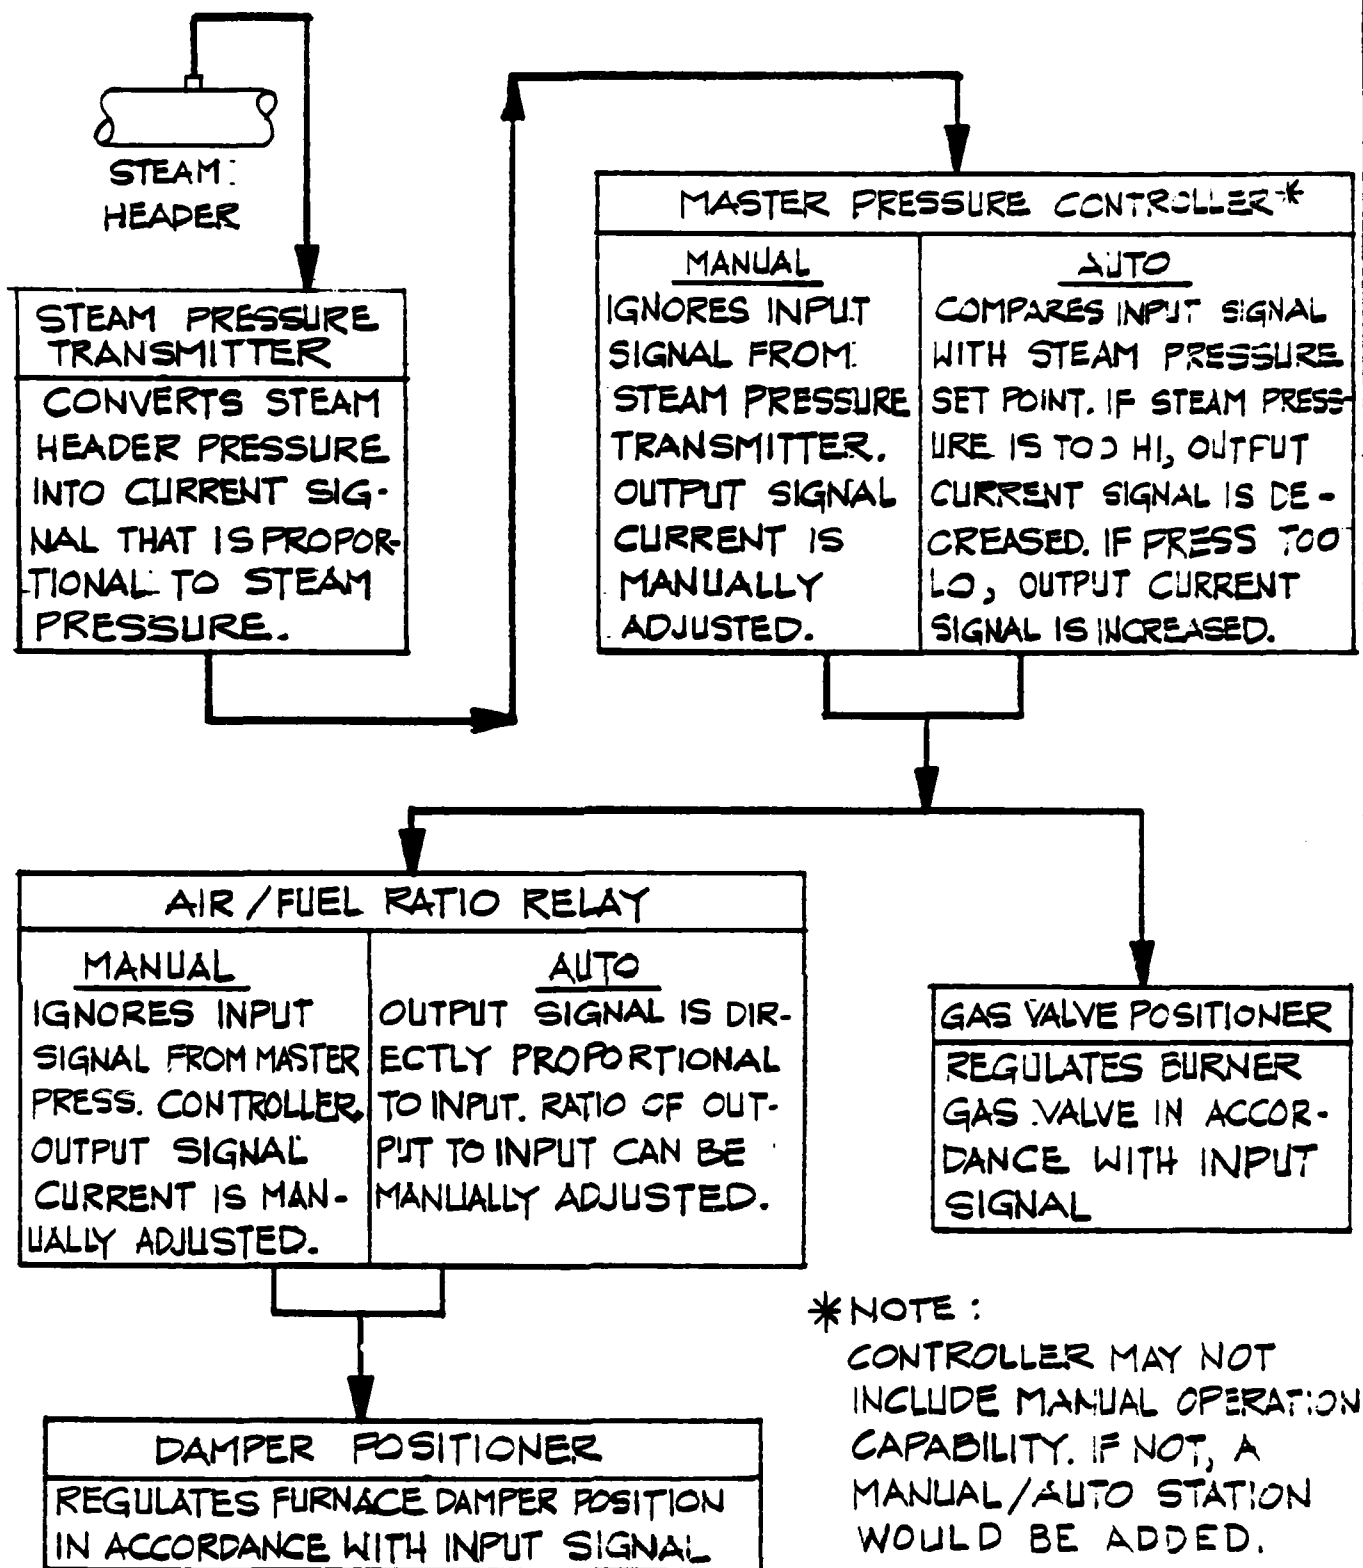 STEAM
HEADER
STEAM PRESSURE
TRANSMITTER
CONVERTS STEAM
HEADER PRESSURE
INTO CURRENT SIG-
NAL THAT IS PROPOR-
TIONAL TO STEAM
PRESSURE.
MASTER PRESSURE CONTROLLER*
MANUAL
IGNORES INPUT
SIGNAL FROM
STEAM PRESSURE
TRANSMITTER.
OUTPUT SIGNAL
CURRENT IS
MANUALLY
ADJUSTED.
AUTO
COMPARES INPUT SIGNAL
WITH STEAM PRESSURE
SET POINT. IF STEAM PRESS-
URE IS TOO HI, OUTPUT
CURRENT SIGNAL IS DE-
CREASED. IF PRESS TOO
LO, OUTPUT CURRENT
SIGNAL IS INCREASED.
AIR/FUEL RATIO RELAY
MANUAL
IGNORES INPUT
SIGNAL FROM MASTER
PRESS. CONTROLLER.
OUTPUT SIGNAL
CURRENT IS MAN-
UALLY ADJUSTED.
AUTO
OUTPUT SIGNAL IS DIR-
ECTLY PROPORTIONAL
TO INPUT. RATIO OF OUT-
PUT TO INPUT CAN BE
MANUALLY ADJUSTED.
GAS VALVE POSITIONER
REGULATES BURNER
GAS VALVE IN ACCOR-
DANCE WITH INPUT
SIGNAL
DAMPER POSITIONER
REGULATES FURNACE DAMPER POSITION
IN ACCORDANCE WITH INPUT SIGNAL
*NOTE:
CONTROLLER MAY NOT
INCLUDE MANUAL OPERATION
CAPABILITY. IF NOT, A
MANUAL/AUTO STATION
WOULD BE ADDED.